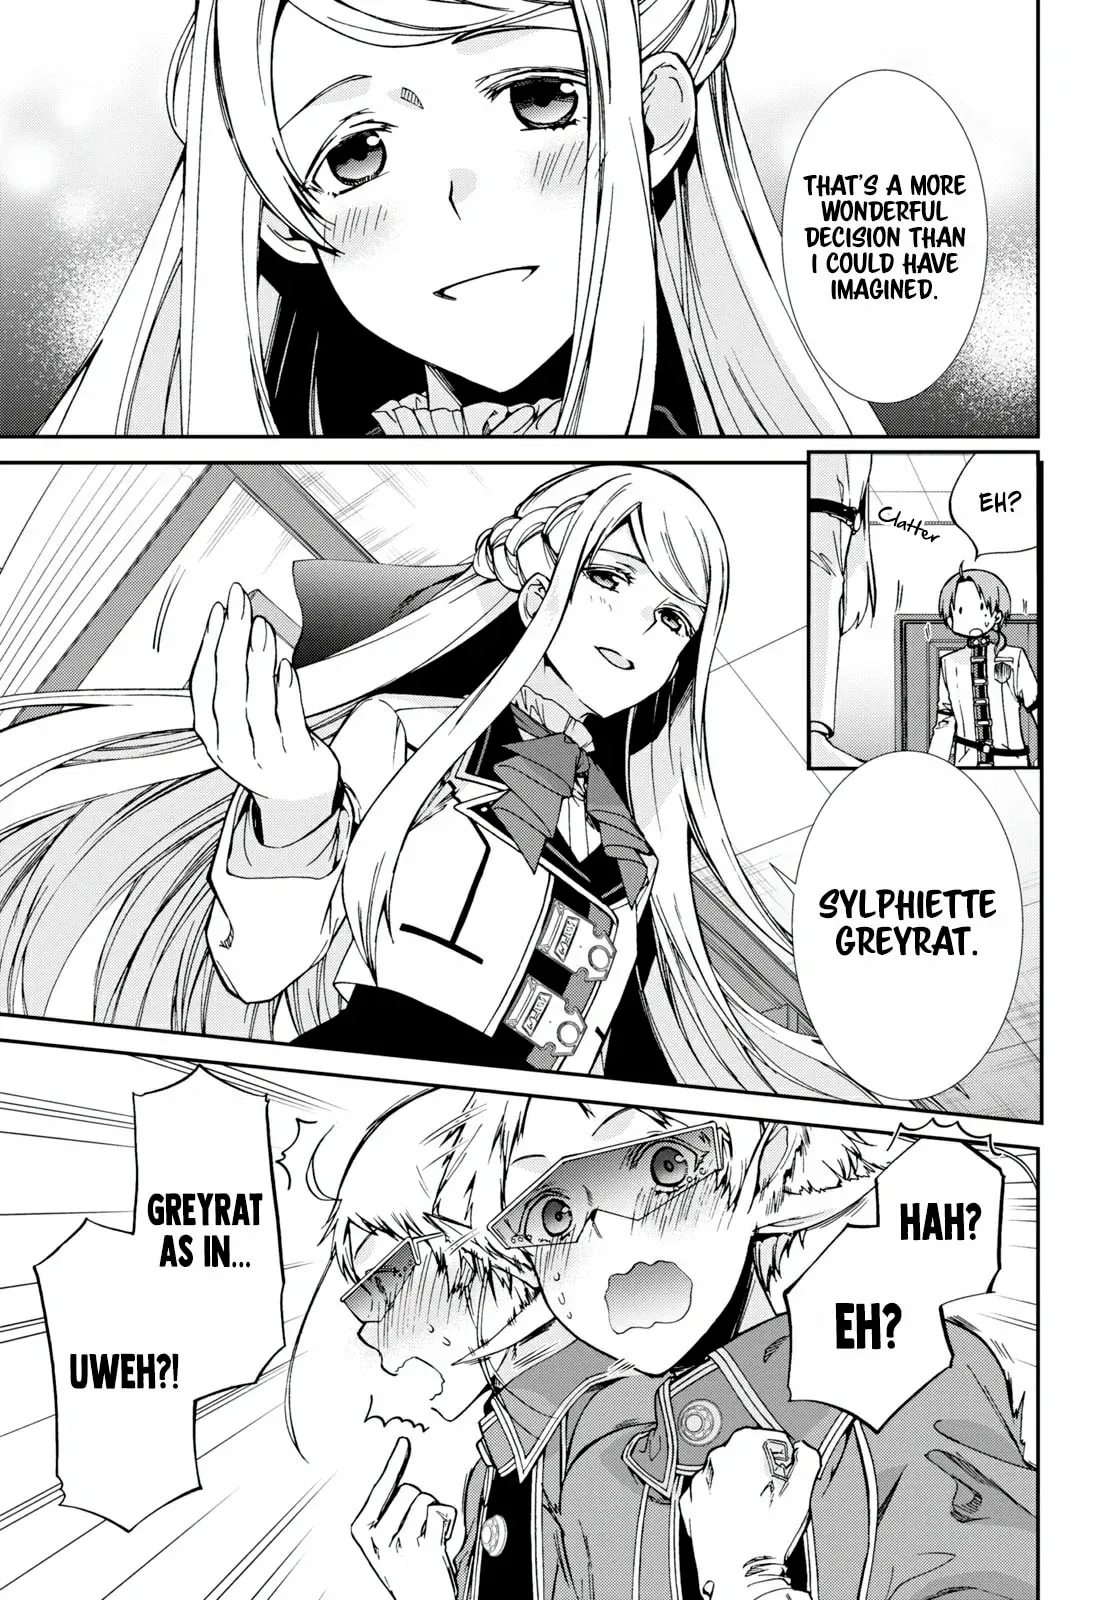 THAT'S A MORE
WONDERFUL
DECISION THAN
I COULD HAVE
IMAGINED.
EH?
Clatter
SYLPHIETTE
GREYRAT.
HAH?
EH?
GREYRAT
AS IN...
UWEH?!